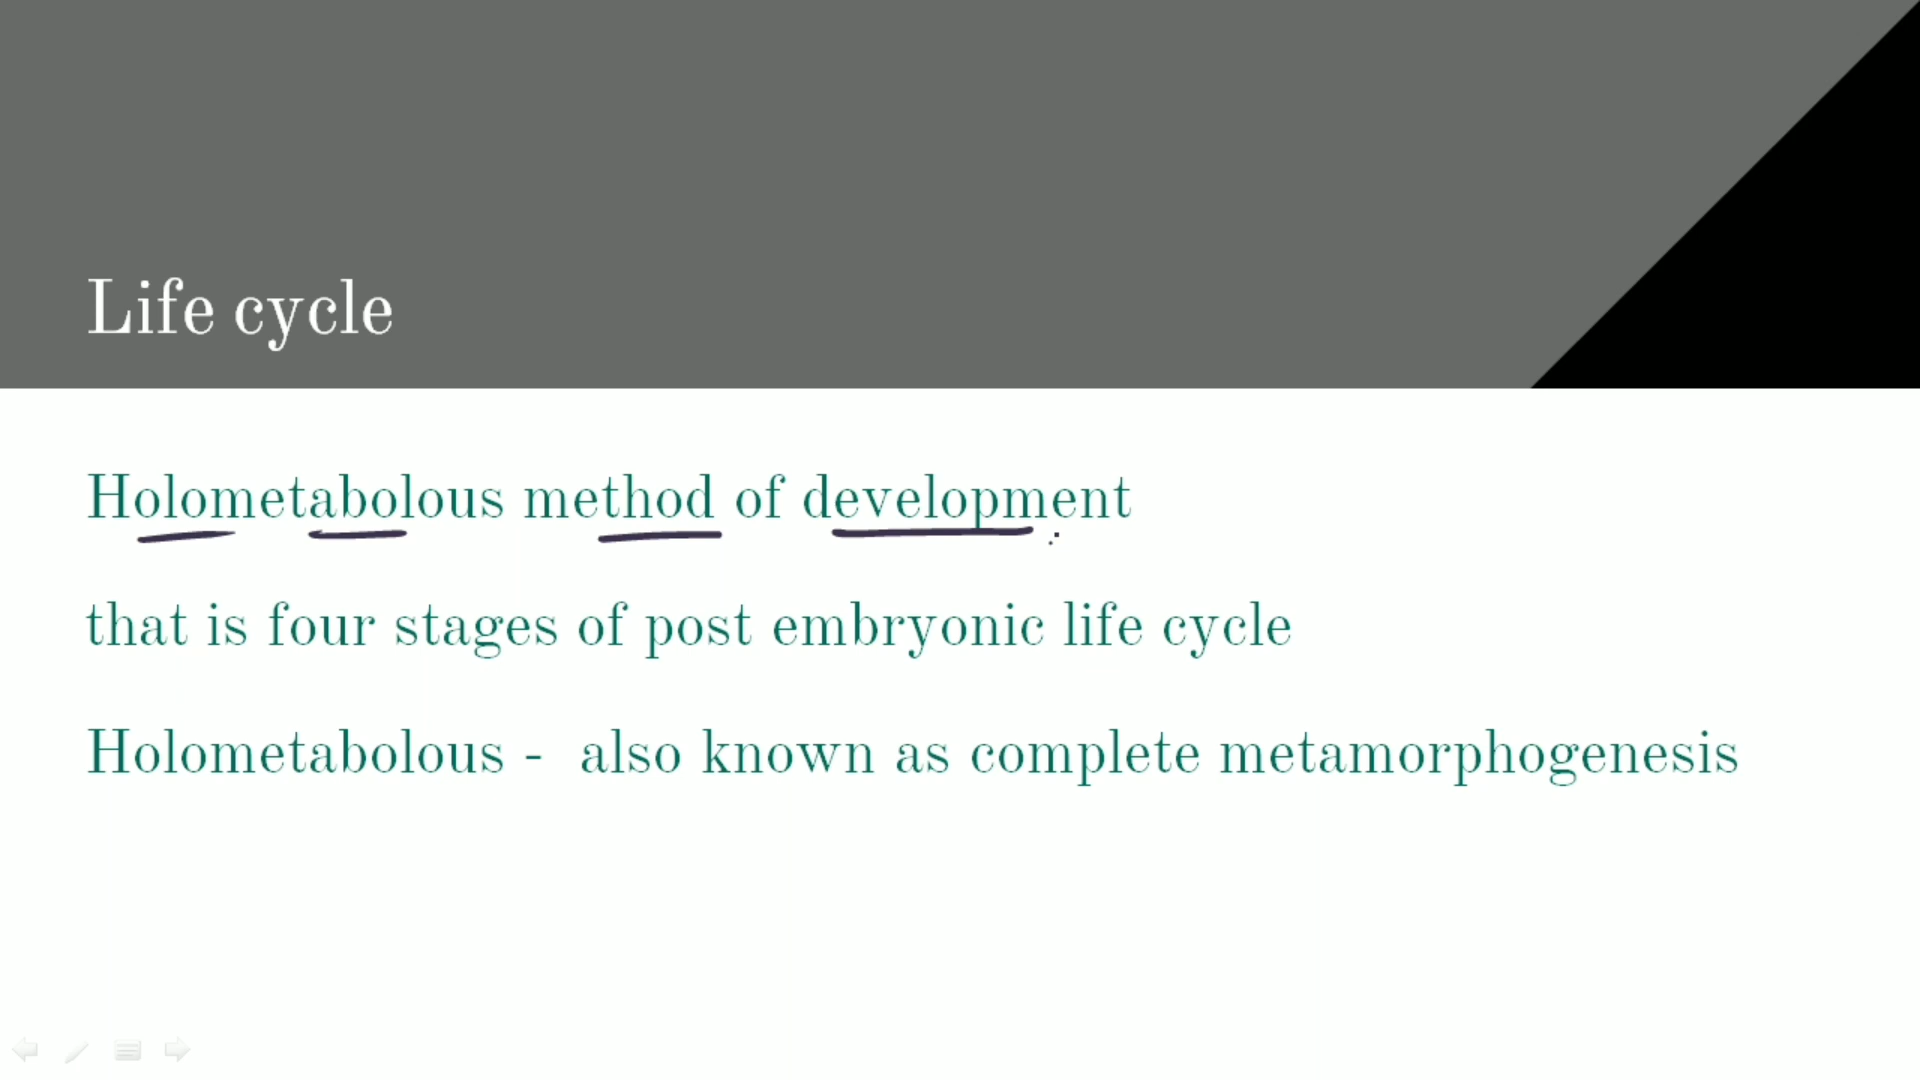 Life cycle
Holometabolous method of development
that is four stages of post embryonic life cycle
Holometabolous - also known as complete metamorphogenesis